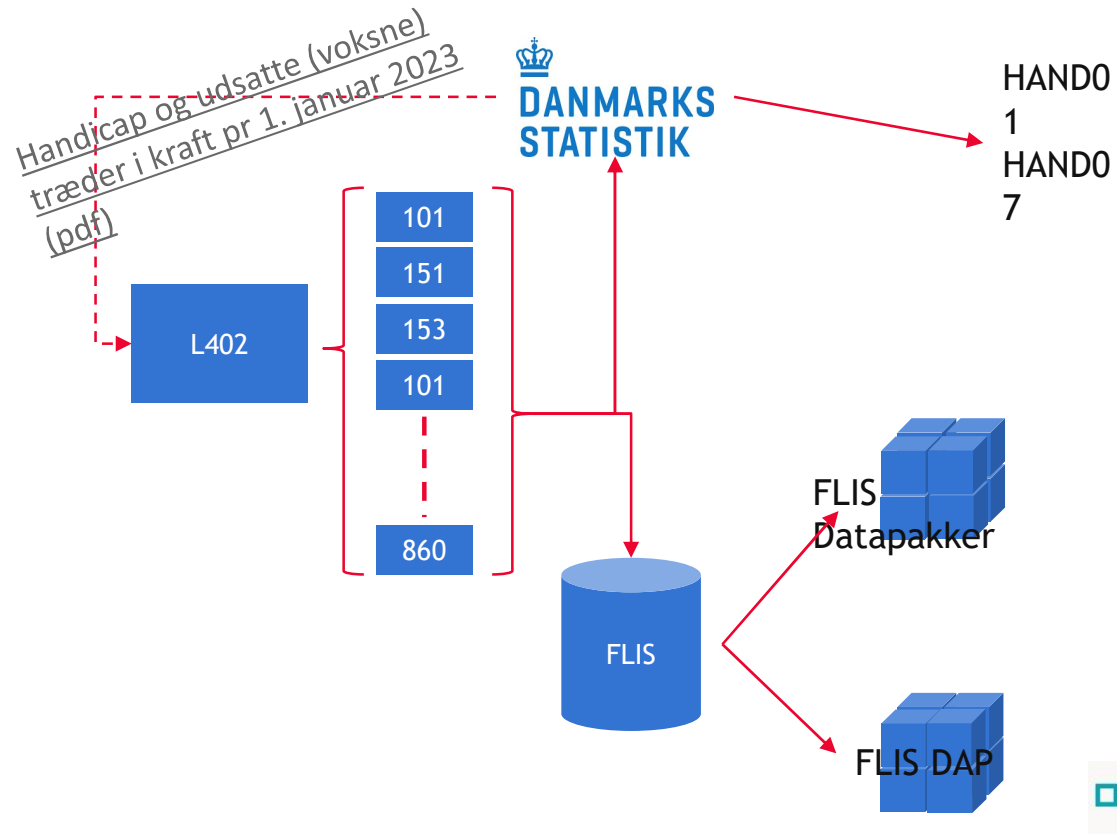 Handicap og udsatte (voksne)
træder i kraft pr 1. januar 2023
(pdf)
DANMARKS
STATISTIK
HAND0
1
HAND0
7
101
151
153
101
860
L402
FLIS
FLIS
Datapakker
FLIS DAP